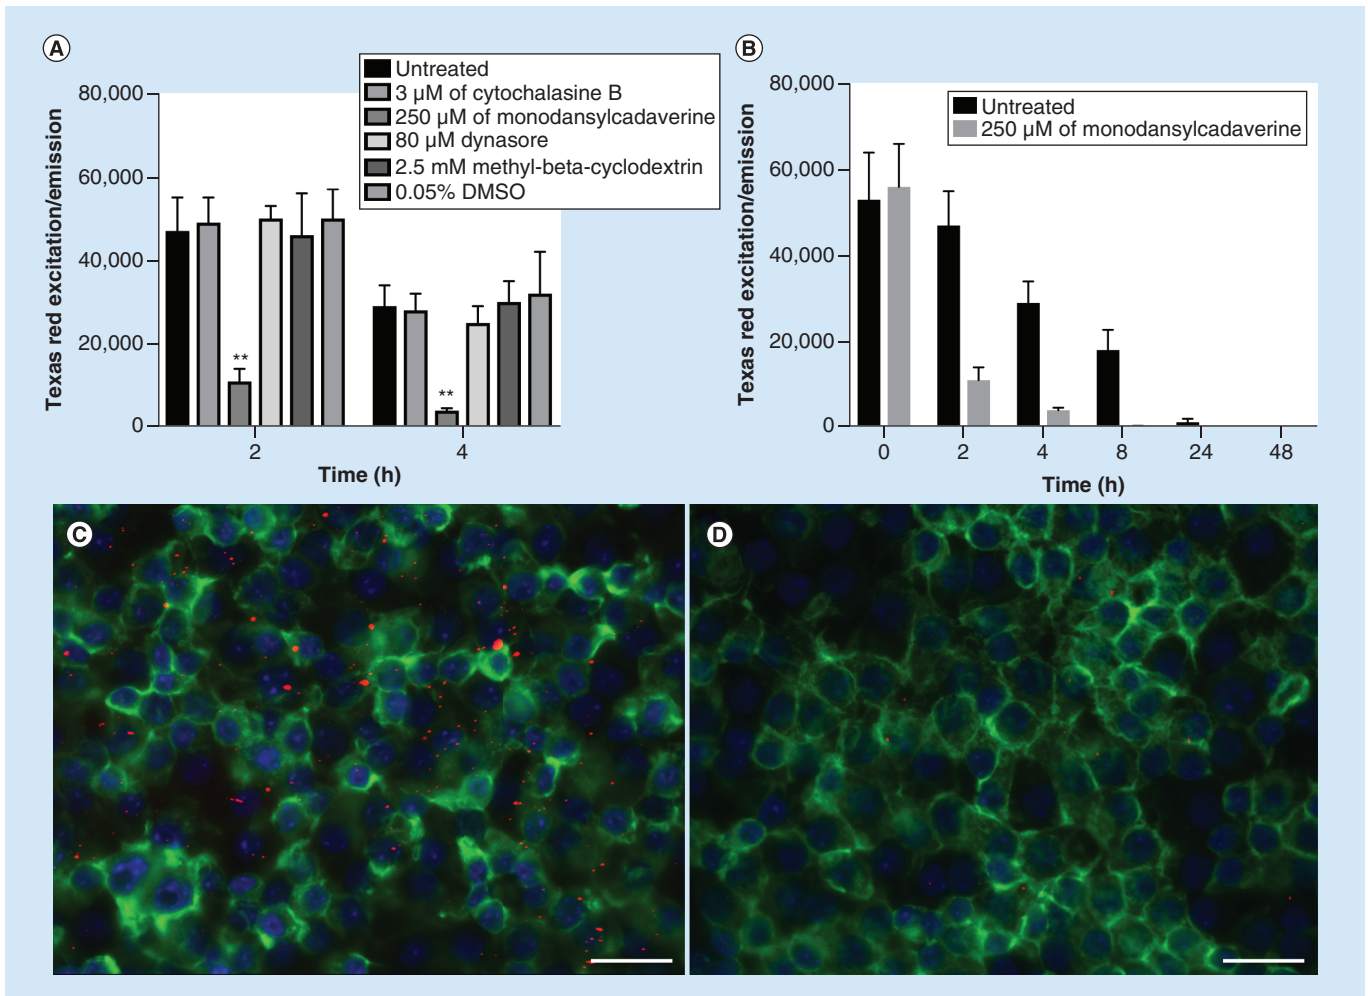 A
Untreated
3 µM of cytochalasine B
250 µM of monodansylcadaverine
80 µM dynasore
2.5 mM methyl-beta-cyclodextrin
0.05% DMSO
Texas red excitation/emission
80,000
60,000
40,000
20,000
0
**
**
2
4
Time (h)
B
Untreated
250 µM of monodansylcadaverine
Texas red excitation/emission
80,000
60,000
40,000
20,000
0
0
2
4
8
24
48
Time (h)
C
D